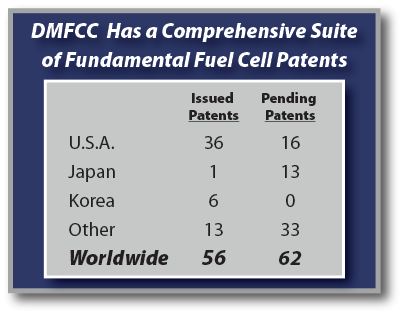 DMFCC Has a Comprehensive Suite
of Fundamental Fuel Cell Patents
Issued Pending
Patents Patents
U.S.A. 36 16
Japan 1 13
Korea 6 0
Other 13 33
Worldwide 56 62